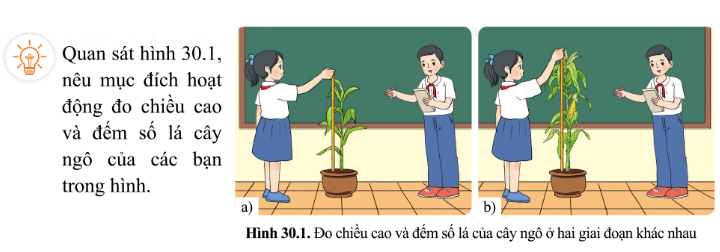 Quan sát hình 30.1,
nêu mục đích hoạt
động đo chiều cao
và đếm số lá cây
ngô của các bạn
trong hình.
a)
b)
Hình 30.1. Đo chiều cao và đếm số lá của cây ngô ở hai giai đoạn khác nhau